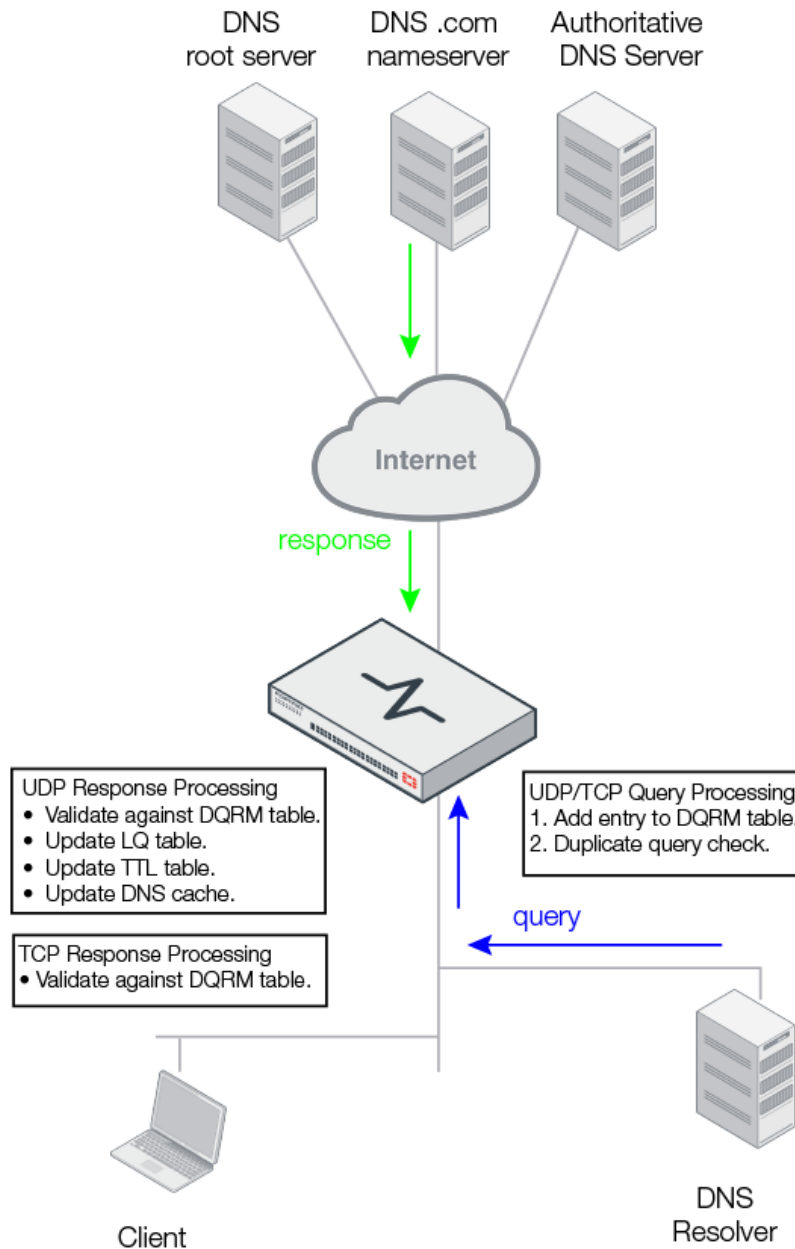 DNS
root server
DNS .com
nameserver
Authoritative
DNS Server
Internet
response
UDP Response Processing
• Validate against DQRM table.
• Update LQ table.
• Update TTL table.
• Update DNS cache.
UDP/TCP Query Processing
1. Add entry to DQRM table.
2. Duplicate query check.
query
TCP Response Processing
• Validate against DQRM table.
Client
DNS
Resolver